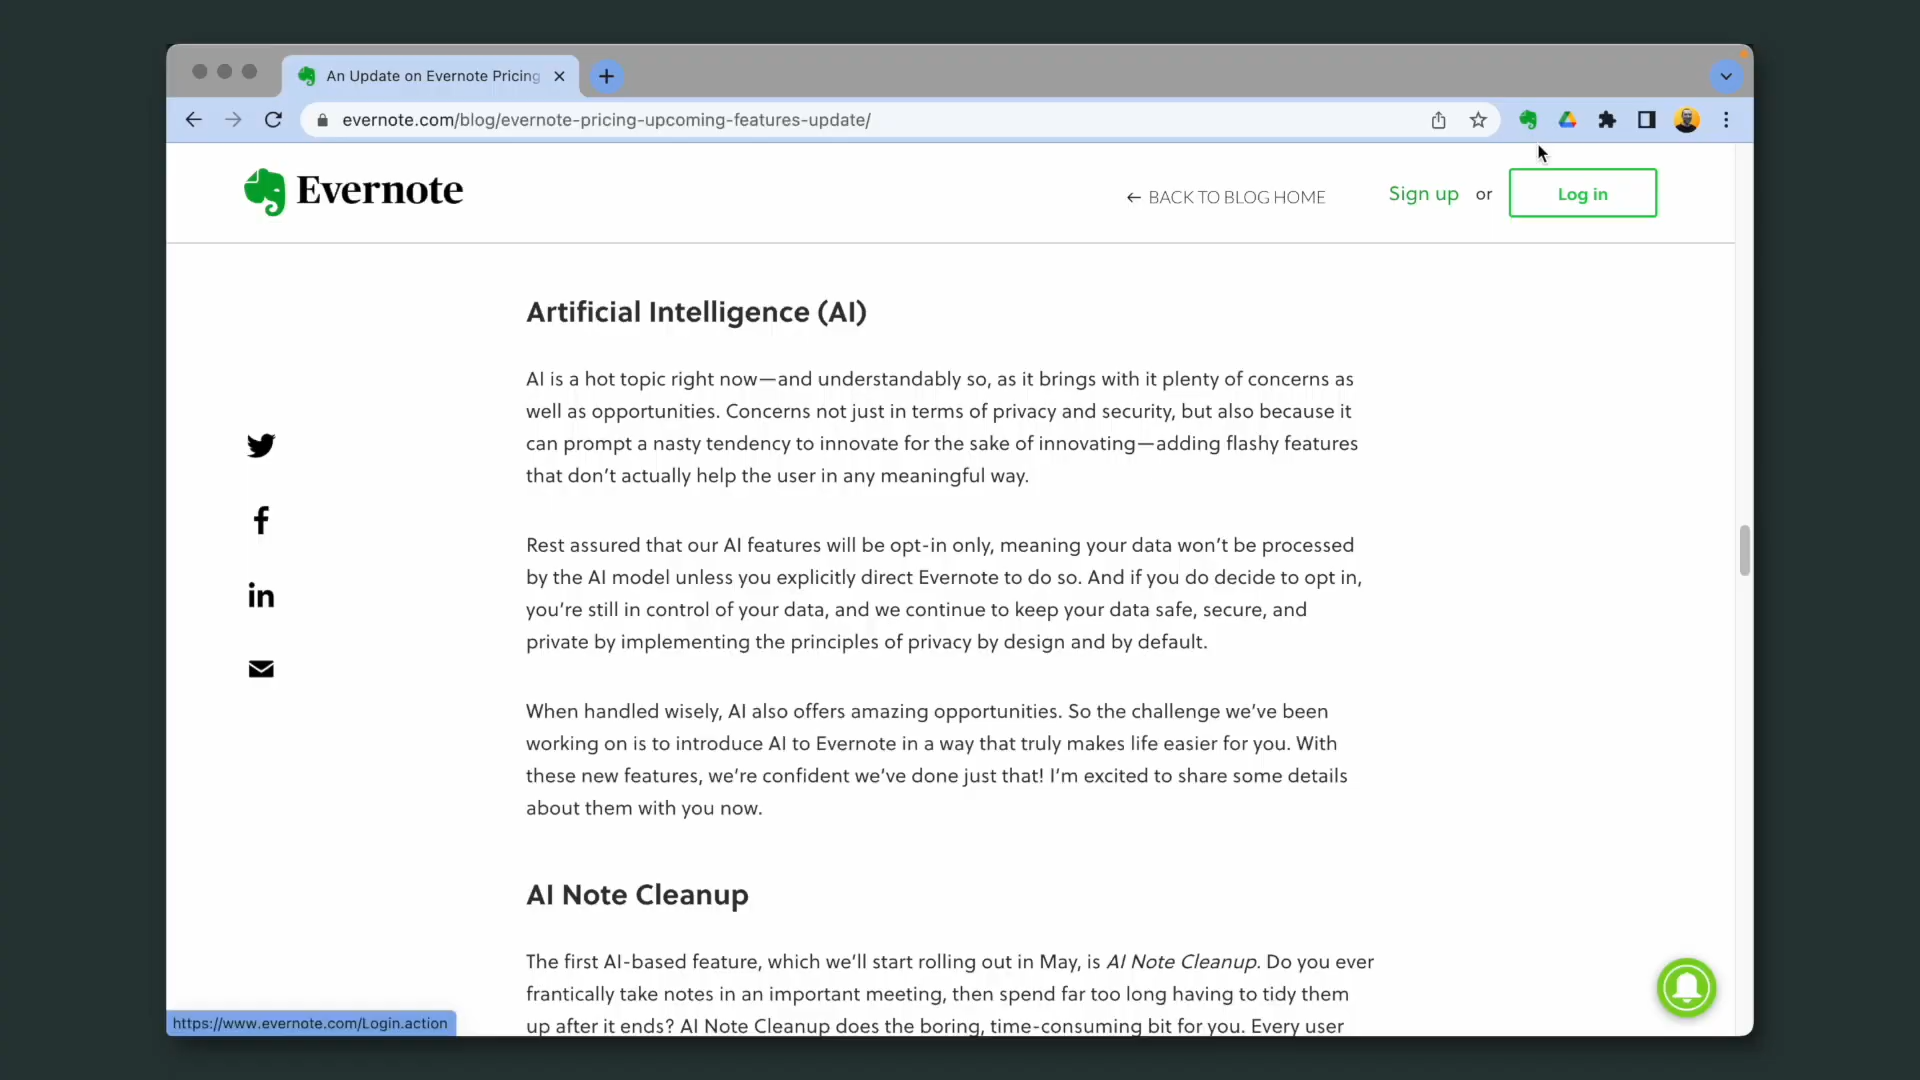 An Update on Evernote Pricing
evernote.com/blog/evernote-pricing-upcoming-features-update/
Evernote
← BACK TO BLOG HOME
Sign up or Log in
Artificial Intelligence (AI)
AI is a hot topic right now—and understandably so, as it brings with it plenty of concerns as
well as opportunities. Concerns not just in terms of privacy and security, but also because it
can prompt a nasty tendency to innovate for the sake of innovating—adding flashy features
that don’t actually help the user in any meaningful way.
Rest assured that our AI features will be opt-in only, meaning your data won’t be processed
by the AI model unless you explicitly direct Evernote to do so. And if you do decide to opt in,
you’re still in control of your data, and we continue to keep your data safe, secure, and
private by implementing the principles of privacy by design and by default.
When handled wisely, AI also offers amazing opportunities. So the challenge we’ve been
working on is to introduce AI to Evernote in a way that truly makes life easier for you. With
these new features, we’re confident we’ve done just that! I’m excited to share some details
about them with you now.
AI Note Cleanup
The first AI-based feature, which we’ll start rolling out in May, is AI Note Cleanup. Do you ever
frantically take notes in an important meeting, then spend far too long having to tidy them
up after it ends? AI Note Cleanup does the boring, time-consuming bit for you. Every user
https://www.evernote.com/Login.action